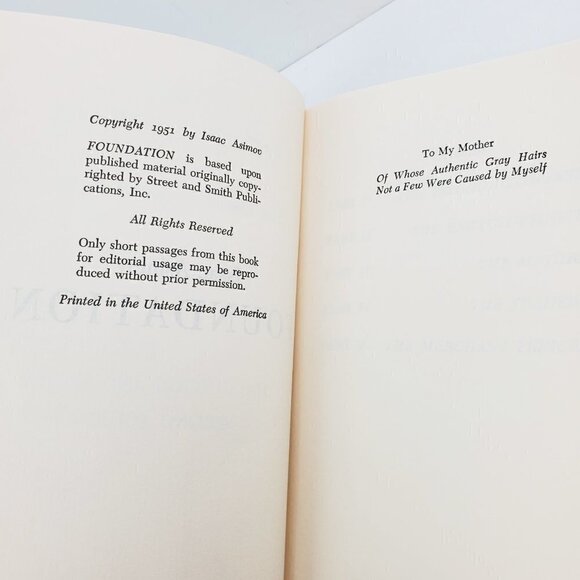 Copyright 1951 by Isaac Asimov
FOUNDATION is based upon
published material originally copy-
righted by Street and Smith Publi-
cations, Inc.
All Rights Reserved
Only short passages from this book
for editorial usage may be repro-
duced without prior permission.
Printed in the United States of America
To My Mother
Of Whose Authentic Gray Hairs
Not a Few Were Caused by Myself